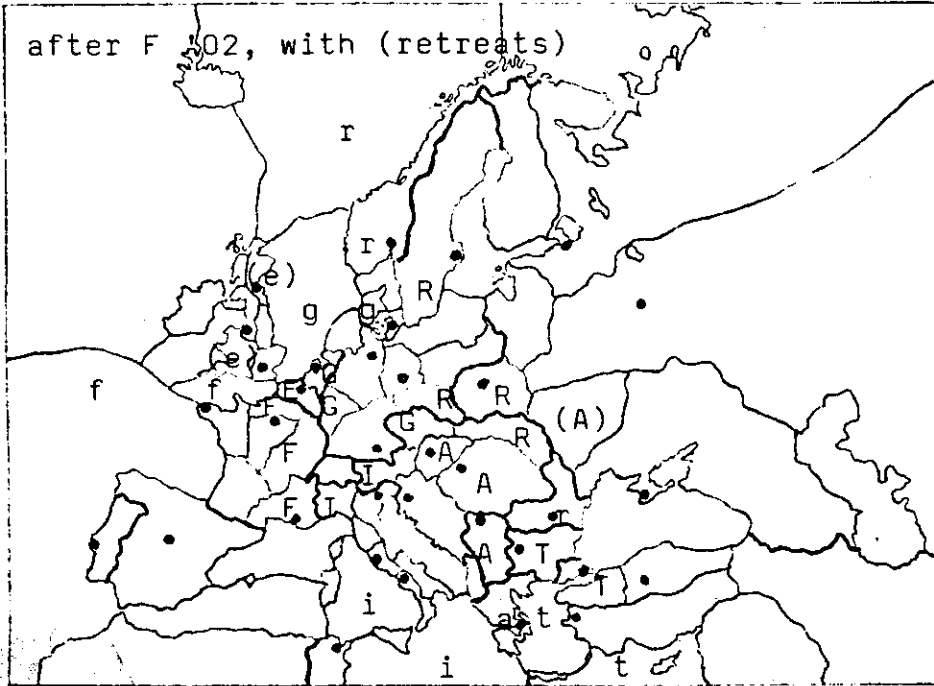 after F '02, with (retreats)
r
r
(e)
R
g g
e
G
f f F
F G R R (A)
G R
F A
I A
F I r
A T
T
i a t
i t